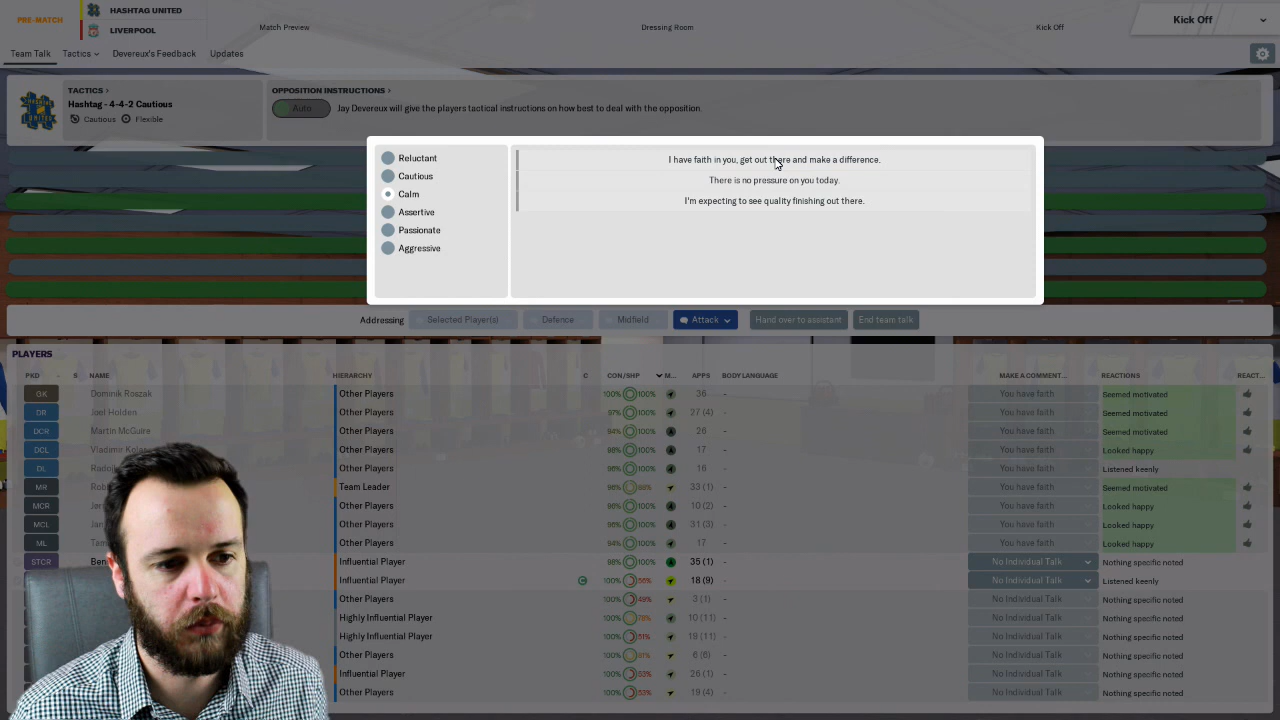 PRE-MATCH
HASHTAG UNITED
LIVERPOOL
Match Preview
Dressing Room
Kick Off
Kick Off
Team Talk
Tactics
Devereux's Feedback
Updates
TACTICS
Hashtag - 4-4-2 Cautious
Cautious Flexible
OPPOSITION INSTRUCTIONS
Auto
Jay Devereux will give the players tactical instructions on how best to deal with the opposition.
Reluctant
Cautious
Calm
Assertive
Passionate
Aggressive
I have faith in you, get out there and make a difference.
There is no pressure on you today.
I'm expecting to see quality finishing out there.
Addressing Selected Player(s) Defence Midfield Attack Hand over to assistant End team talk
PLAYERS
PKD S NAME HIERARCHY C CON/SHP M... APPS BODY LANGUAGE MAKE A COMMENT... REACTIONS REACT...
GK Dominik Roszak Other Players 100% 100% 36 - You have faith Seemed motivated
DR Joel Holden Other Players 97% 100% 27 (4) - You have faith Seemed motivated
DCR Martin McGuire Other Players 94% 100% 26 - You have faith Seemed motivated
DCL Vladimir Other Players 98% 100% 17 - You have faith Looked happy
DL Other Players 98% 100% 16 - You have faith Listened keenly
MR Team Leader 98% 33 (1) - You have faith Seemed motivated
MCR Other Players 98% 100% 10 (2) - You have faith Looked happy
MCL Other Players 98% 100% 31 (3) - You have faith Looked happy
ML Other Players 94% 100% 17 - You have faith Looked happy
STCR Ben Influential Player 98% 100% 35 (1) - No Individual Talk Nothing specific noted
Influential Player C 100% 56% 18 (9) - No Individual Talk Listened keenly
Other Players 100% 3 (1) - No Individual Talk Nothing specific noted
Highly Influential Player 100% 10 (11) - No Individual Talk Nothing specific noted
Highly Influential Player 100% 51% 19 (11) - No Individual Talk Nothing specific noted
Other Players 100% 6 (6) - No Individual Talk Nothing specific noted
Influential Player 100% 26 (1) - No Individual Talk Nothing specific noted
Other Players 100% 53% 19 (4) - No Individual Talk Nothing specific noted